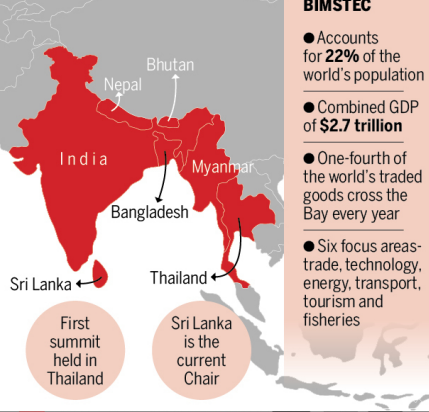 BIMSTEC
● Accounts
for 22% of the
world's population
● Combined GDP
of $2.7 trillion
● One-fourth of
the world's traded
goods cross the
Bay every year
● Six focus areas-
trade, technology,
energy, transport,
tourism and
fisheries
Bhutan
Nepal
India
Myanmar
Bangladesh
Sri Lanka
Thailand
First
summit
held in
Thailand
Sri Lanka
is the
current
Chair